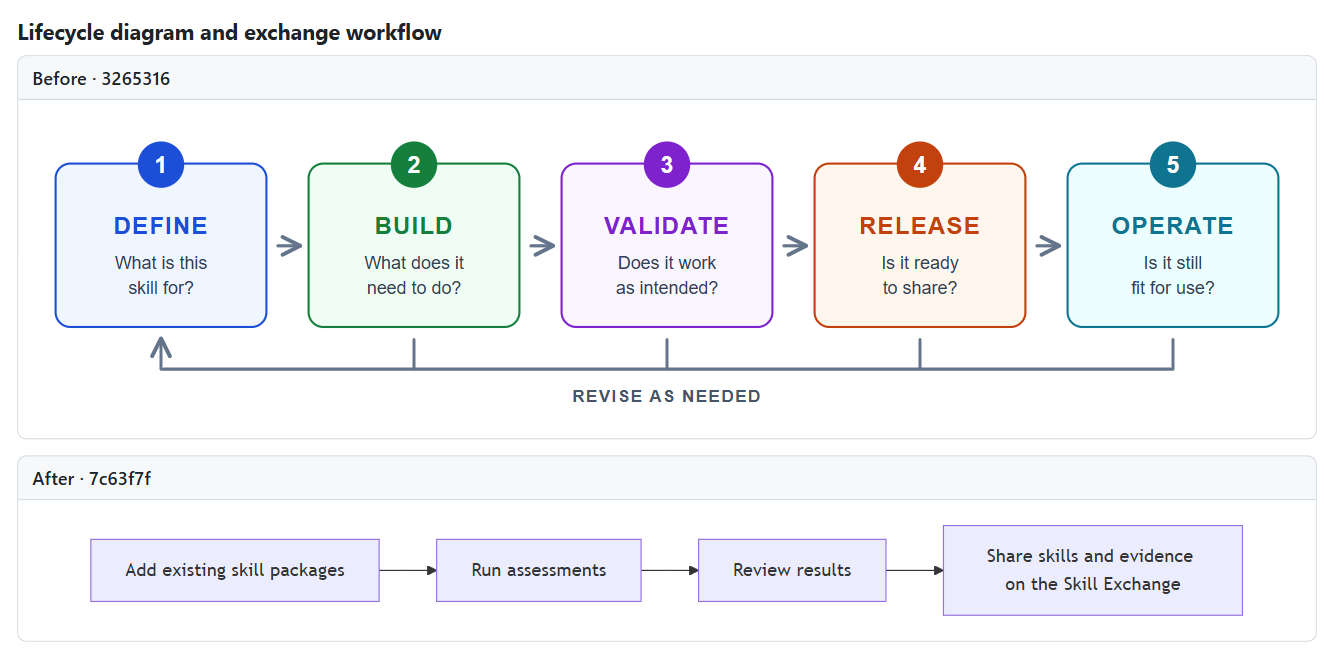 Lifecycle diagram and exchange workflow
Before · 3265316
1
2
3
4
5
DEFINE
What is this
skill for?
BUILD
What does it
need to do?
VALIDATE
Does it work
as intended?
RELEASE
Is it ready
to share?
OPERATE
Is it still
fit for use?
REVISE AS NEEDED
After · 7c63f7f
Add existing skill packages
Run assessments
Review results
Share skills and evidence
on the Skill Exchange